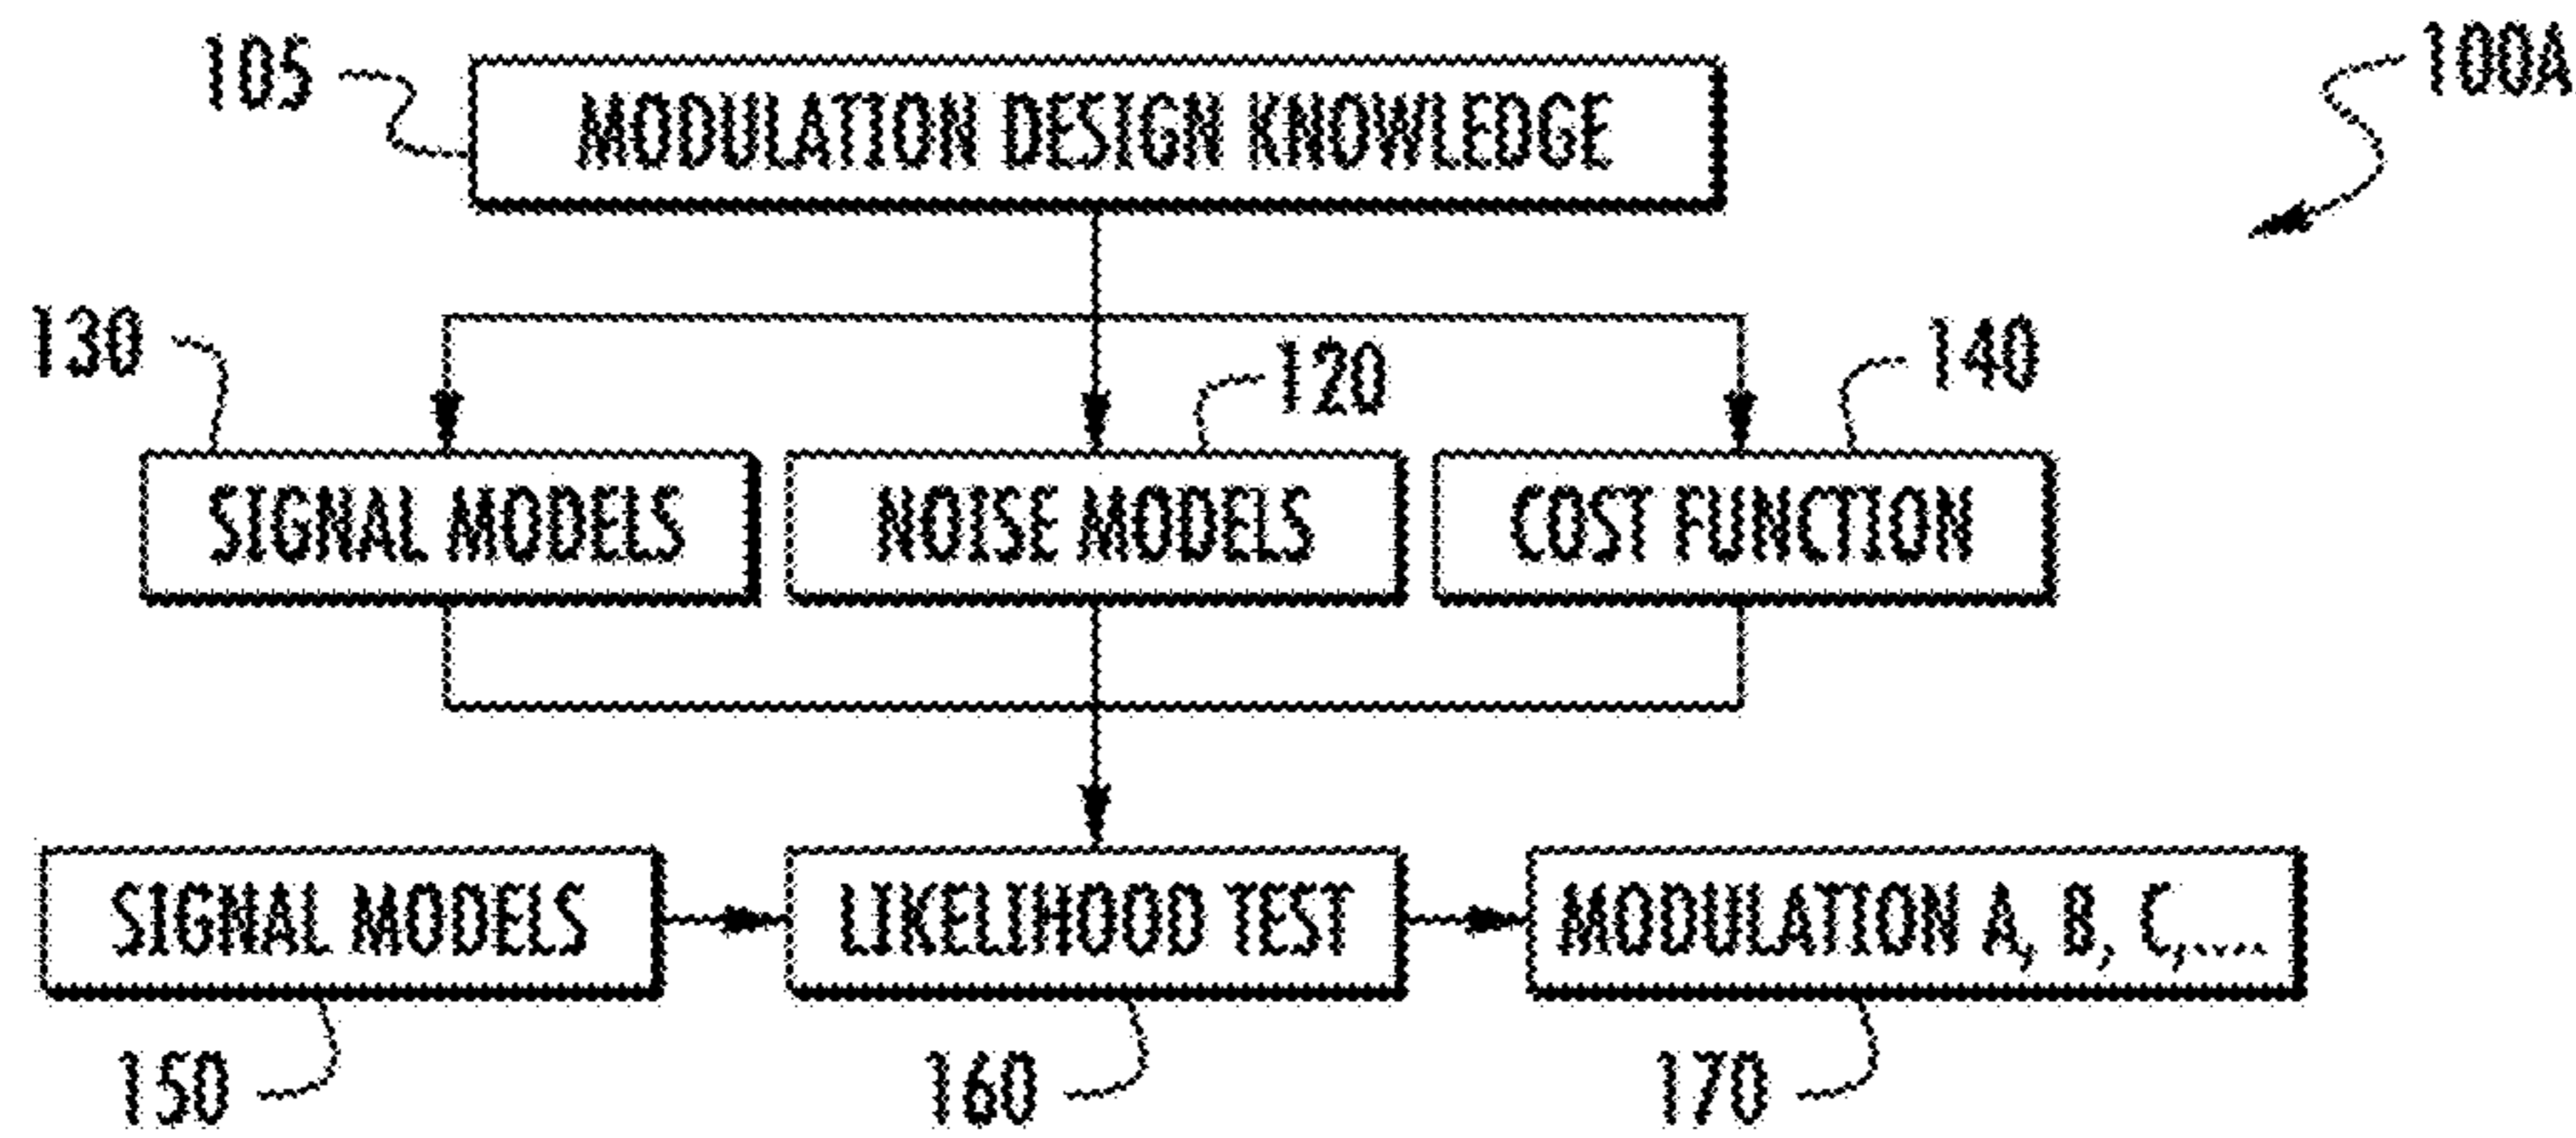 105
MODULATION DESIGN KNOWLEDGE
100A
130
120
140
SIGNAL MODELS
NOISE MODELS
COST FUNCTION
SIGNAL MODELS
LIKELIHOOD TEST
MODULATION A, B, C,....
150
160
170